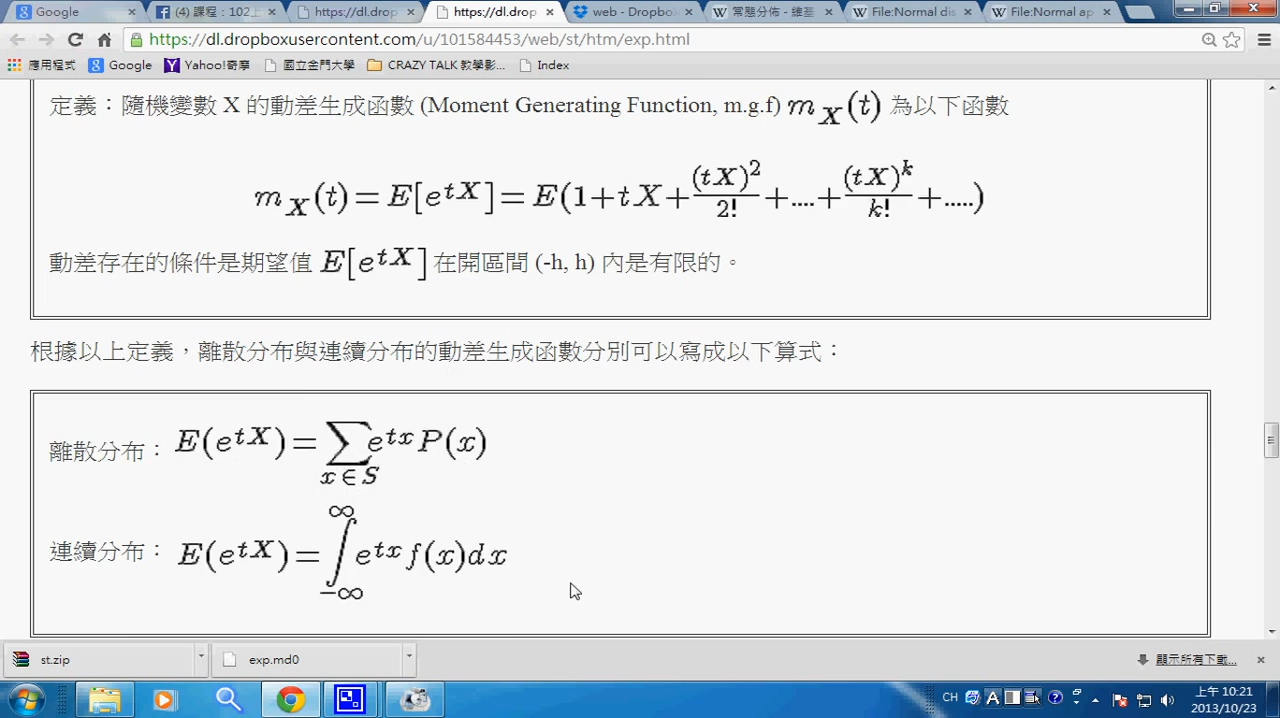 Google
(4) 課程：102上
https://dl.drop
https://dl.drop
web - Dropbo
常態分佈 - 維基
File:Normal dis
File:Normal ap
https://dl.dropboxusercontent.com/u/101584453/web/st/htm/exp.html
應用程式 Google Yahoo!奇摩 國立金門大學 CRAZY TALK 教學影... Index
定義：隨機變數 X 的動差生成函數 (Moment Generating Function, m.g.f) m_X(t) 為以下函數
m_X(t) = E[e^{tX}] = E(1+tX+\frac{(tX)^2}{2!}+....+\frac{(tX)^k}{k!}+.....)
動差存在的條件是期望值 E[e^{tX}] 在開區間 (-h, h) 內是有限的。
根據以上定義，離散分布與連續分布的動差生成函數分別可以寫成以下算式：
離散分布： E(e^{tX}) = \sum_{x∈S} e^{tx} P(x)
連續分布： E(e^{tX}) = \int_{-∞}^{∞} e^{tx} f(x)dx
st.zip exp.md0 顯示所有下載...
CH
上午 10:21
2013/10/23